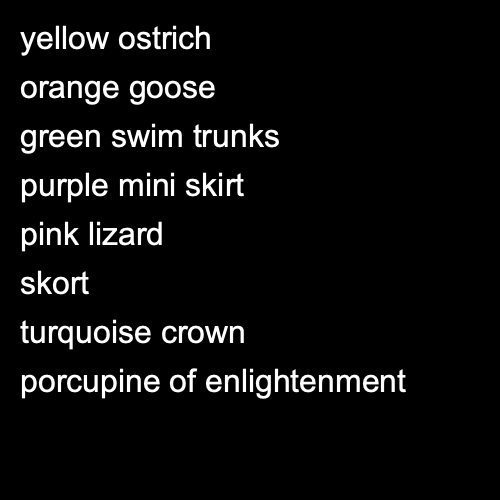 yellow ostrich
orange goose
green swim trunks
purple mini skirt
pink lizard
skort
turquoise crown
porcupine of enlightenment